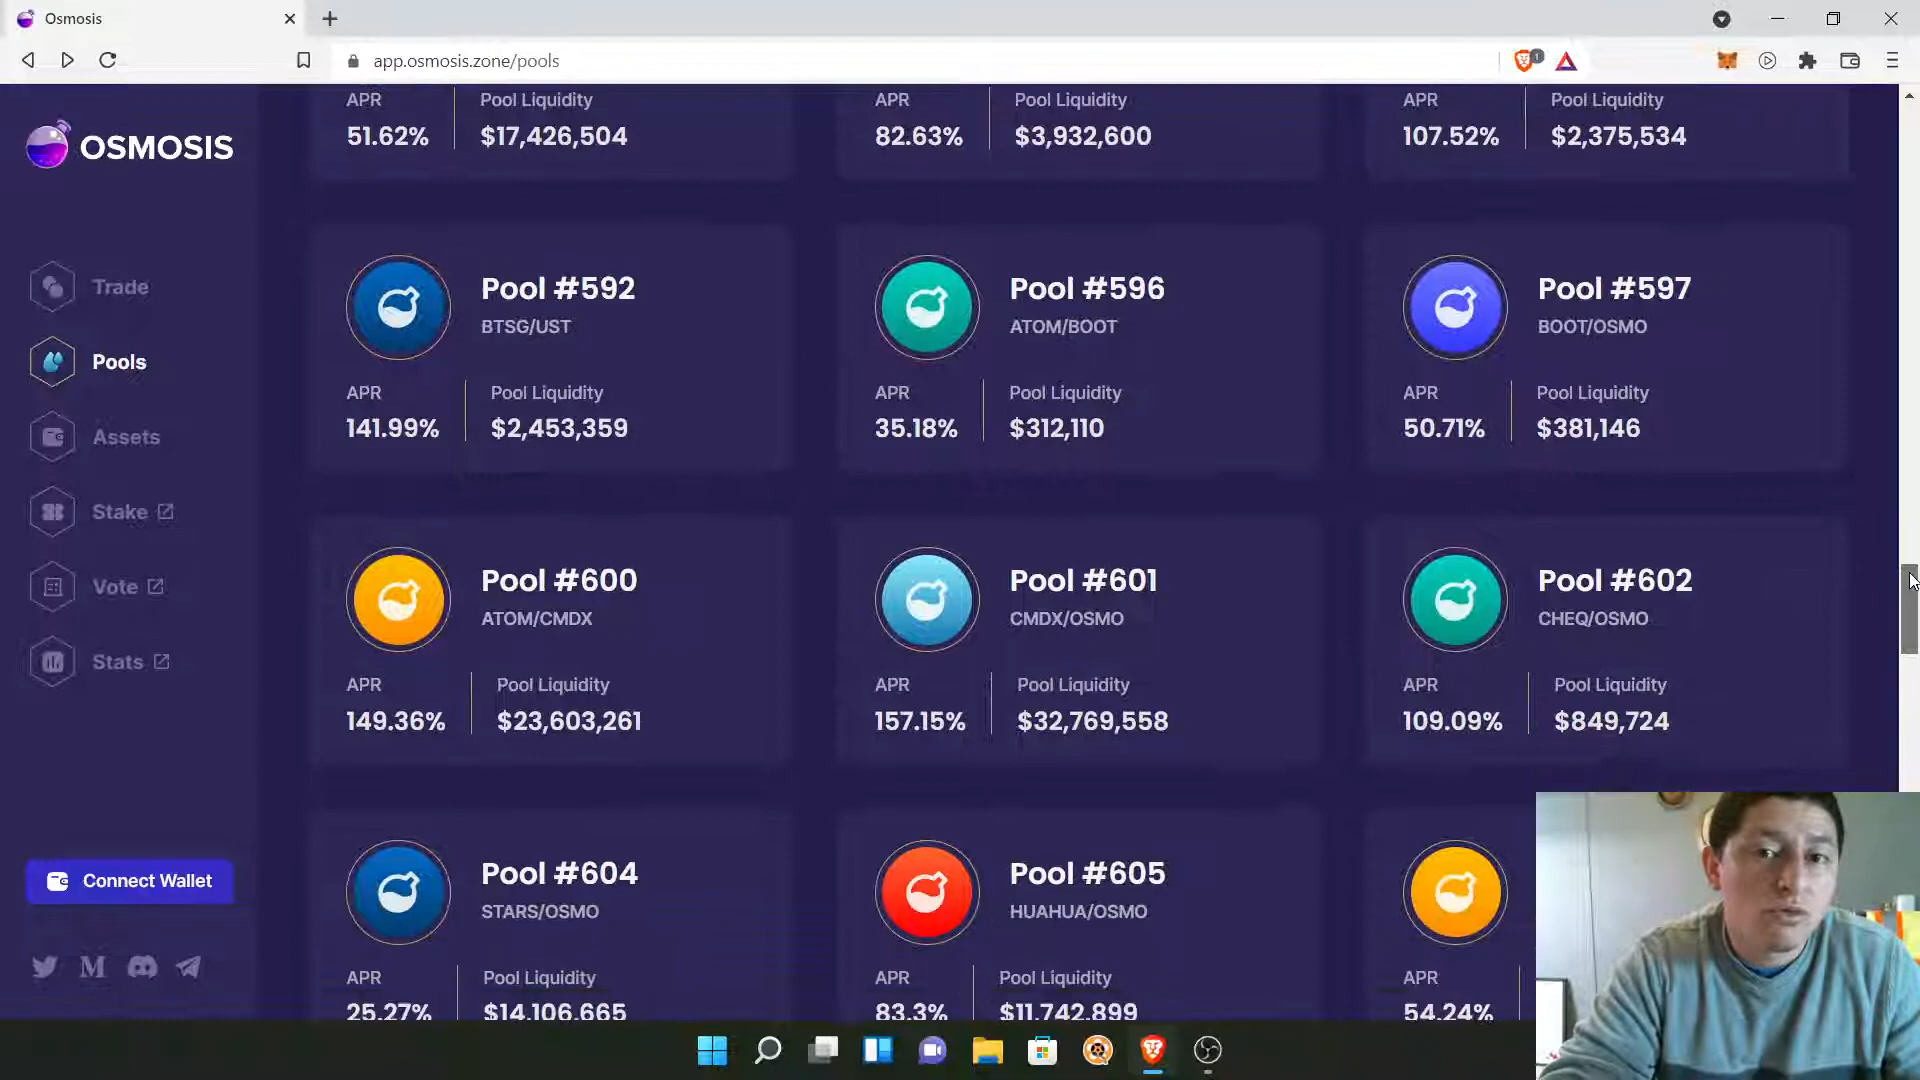 Osmosis
app.osmosis.zone/pools
1
OSMOSIS
Trade
Pools
Assets
Stake
Vote
Stats
Connect Wallet
APR
51.62%
Pool Liquidity
$17,426,504
APR
82.63%
Pool Liquidity
$3,932,600
APR
107.52%
Pool Liquidity
$2,375,534
Pool #592
BTSG/UST
APR
141.99%
Pool Liquidity
$2,453,359
Pool #596
ATOM/BOOT
APR
35.18%
Pool Liquidity
$312,110
Pool #597
BOOT/OSMO
APR
50.71%
Pool Liquidity
$381,146
Pool #600
ATOM/CMDX
APR
149.36%
Pool Liquidity
$23,603,261
Pool #601
CMDX/OSMO
APR
157.15%
Pool Liquidity
$32,769,558
Pool #602
CHEQ/OSMO
APR
109.09%
Pool Liquidity
$849,724
Pool #604
STARS/OSMO
APR
25.27%
Pool Liquidity
$14,106,665
Pool #605
HUAHUA/OSMO
APR
83.3%
Pool Liquidity
$11,742,899
APR
54.24%